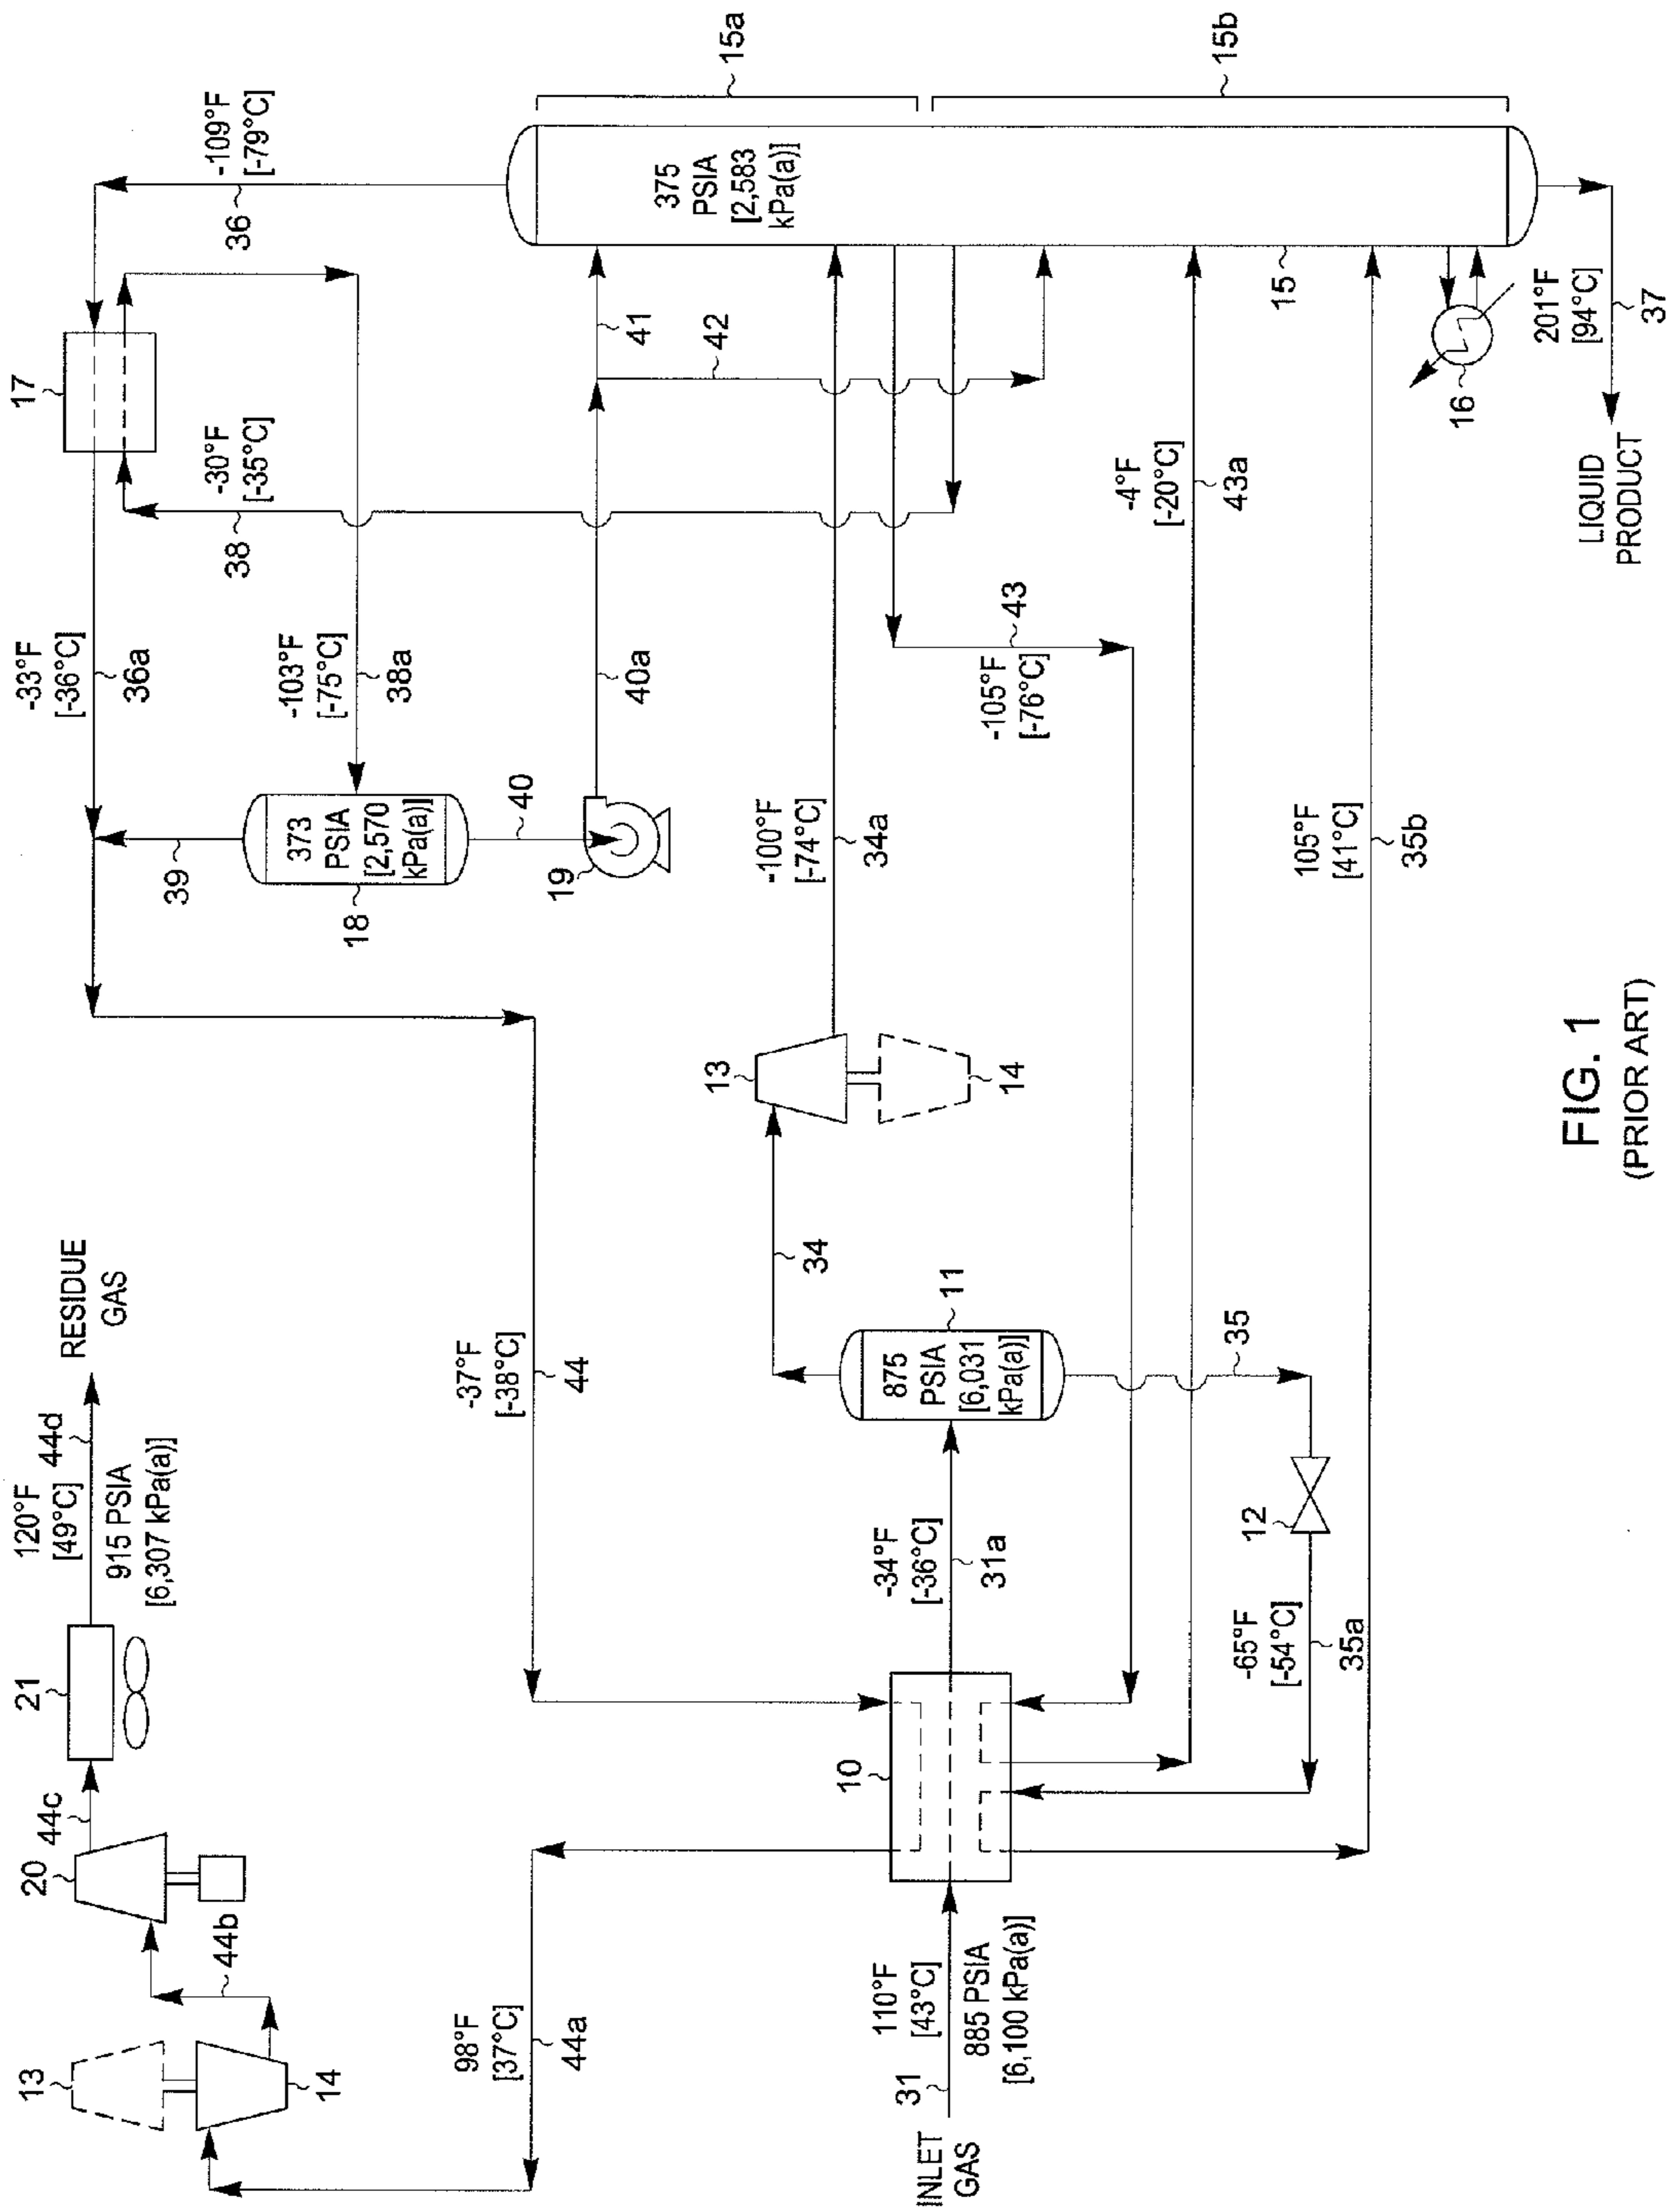 FIG. 1
(PRIOR ART)
13
14
44b
20
44c
21
120°F
[49°C]
44d
915 PSIA
[6,307 kPa(a)]
RESIDUE
GAS
98°F
[37°C]
44a
-37°F
[-38°C]
44
INLET
GAS
31
110°F
[43°C]
885 PSIA
[6,100 kPa(a)]
10
-34°F
[-36°C]
31a
875
PSIA
[6,031
kPa(a)]
11
34
35
12
-65°F
[-54°C]
35a
13
14
-100°F
[-74°C]
34a
-105°F
[-76°C]
43
-4°F
[-20°C]
43a
105°F
[41°C]
35b
39
373
PSIA
[2,570
kPa(a)]
18
40
19
40a
-33°F
[-36°C]
36a
-103°F
[-75°C]
38a
-30°F
[-35°C]
38
17
41
42
36
-109°F
[-79°C]
375
PSIA
[2,583
kPa(a)]
15
15a
15b
16
201°F
[94°C]
37
LIQUID
PRODUCT